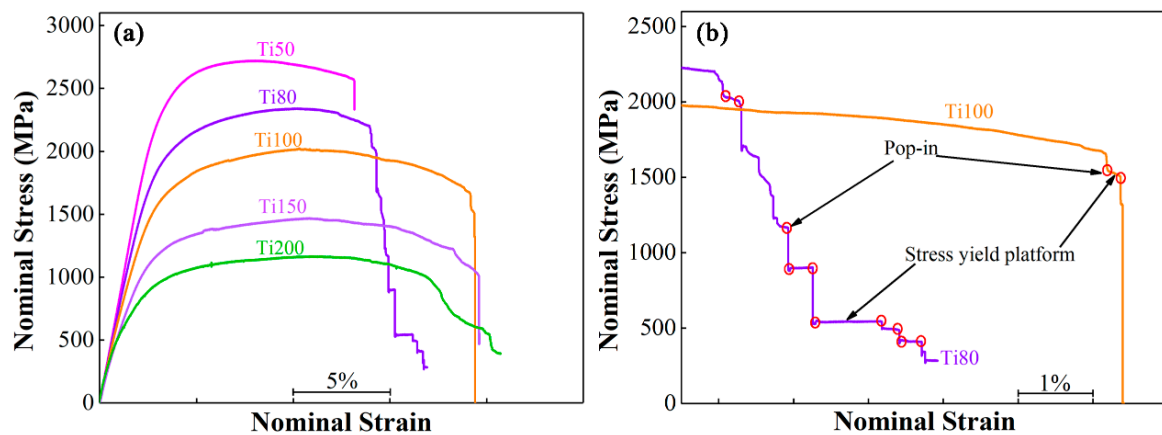 (a)
Nominal Stress (MPa)
3000
2500
2000
1500
1000
500
0
Ti50
Ti80
Ti100
Ti150
Ti200
5%
Nominal Strain
(b)
Nominal Stress (MPa)
2500
2000
1500
1000
500
0
Ti100
Pop-in
Stress yield platform
Ti80
1%
Nominal Strain